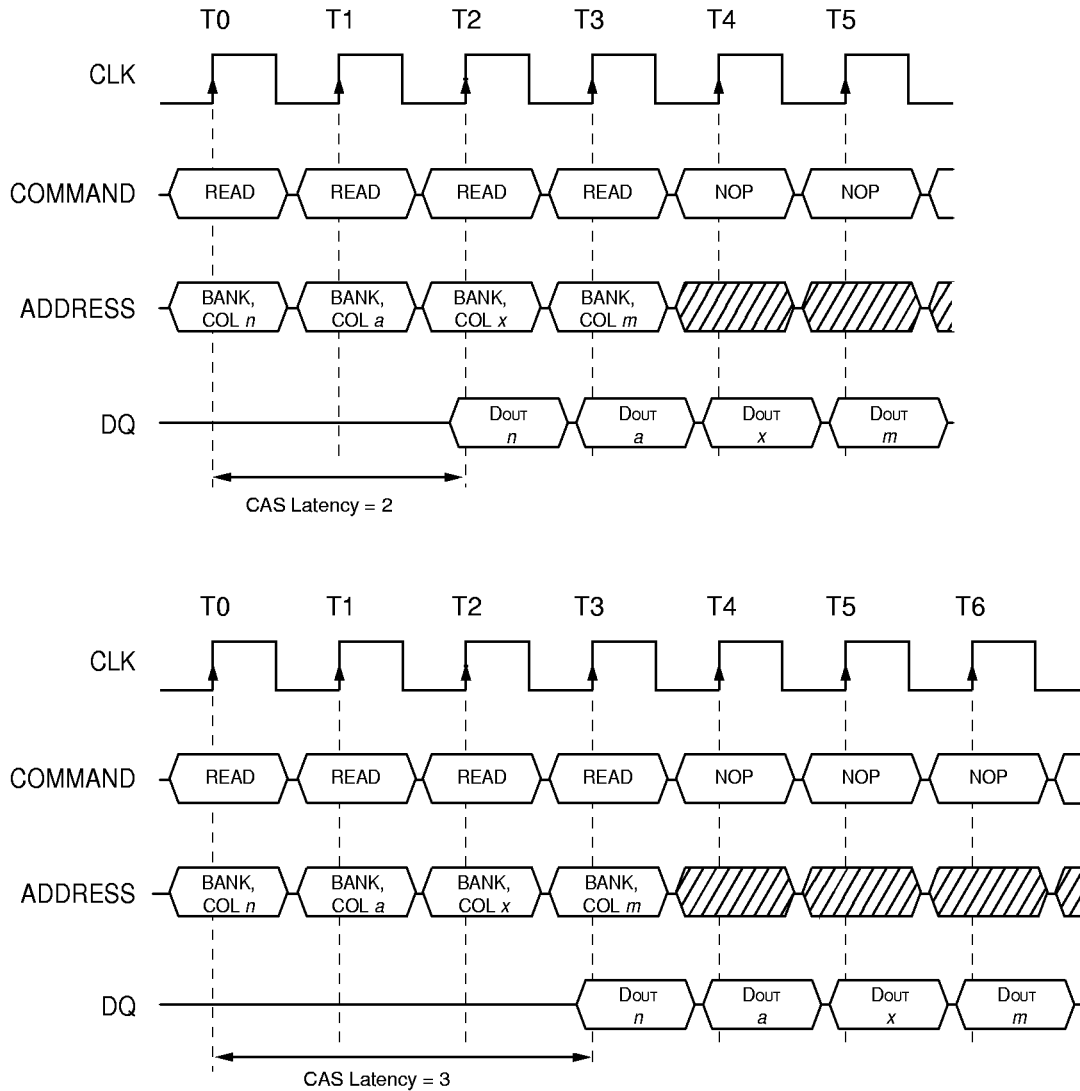 T0 T1 T2 T3 T4 T5
CLK
COMMAND READ READ READ READ NOP NOP
ADDRESS BANK, BANK, BANK, BANK,
COL n COL a COL x COL m
DQ DOUT DOUT DOUT DOUT
n a x m
CAS Latency = 2
T0 T1 T2 T3 T4 T5 T6
CLK
COMMAND READ READ READ READ NOP NOP NOP
ADDRESS BANK, BANK, BANK, BANK,
COL n COL a COL x COL m
DQ DOUT DOUT DOUT DOUT
n a x m
CAS Latency = 3